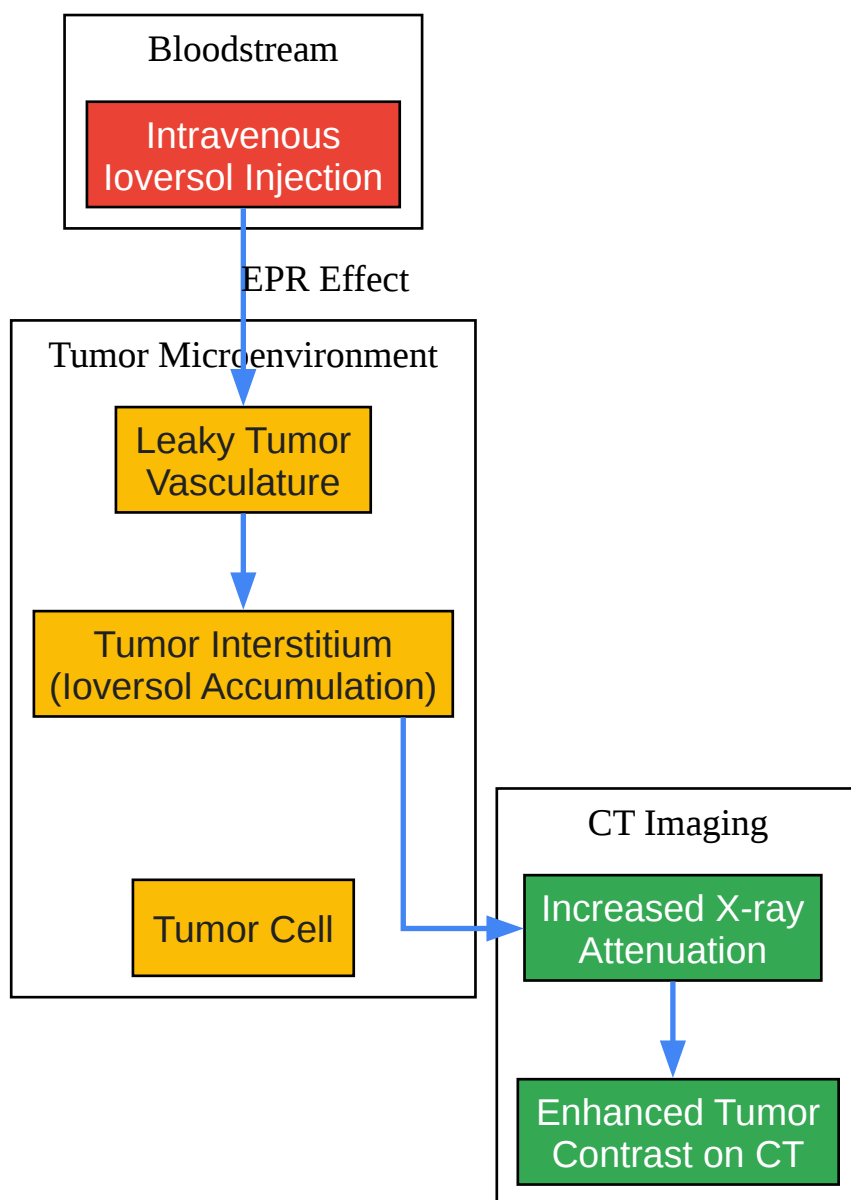 Bloodstream
Intravenous
Ioversol Injection
EPR Effect
Tumor Microenvironment
Leaky Tumor
Vasculature
Tumor Interstitium
(Ioversol Accumulation)
Tumor Cell
CT Imaging
Increased X-ray
Attenuation
Enhanced Tumor
Contrast on CT